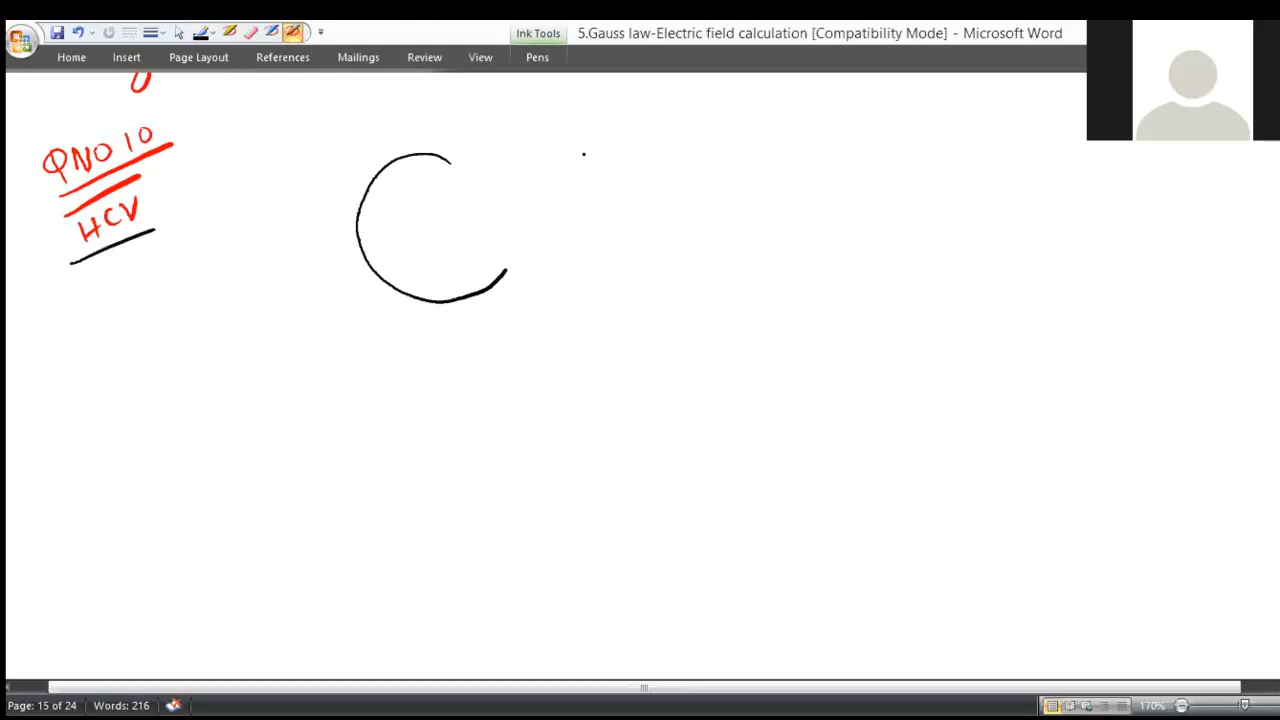 Ink Tools
5.Gauss law-Electric field calculation [Compatibility Mode] - Microsoft Word
Home Insert Page Layout References Mailings Review View Pens
QNO 10
HCV
Page: 15 of 24 Words: 216 170%